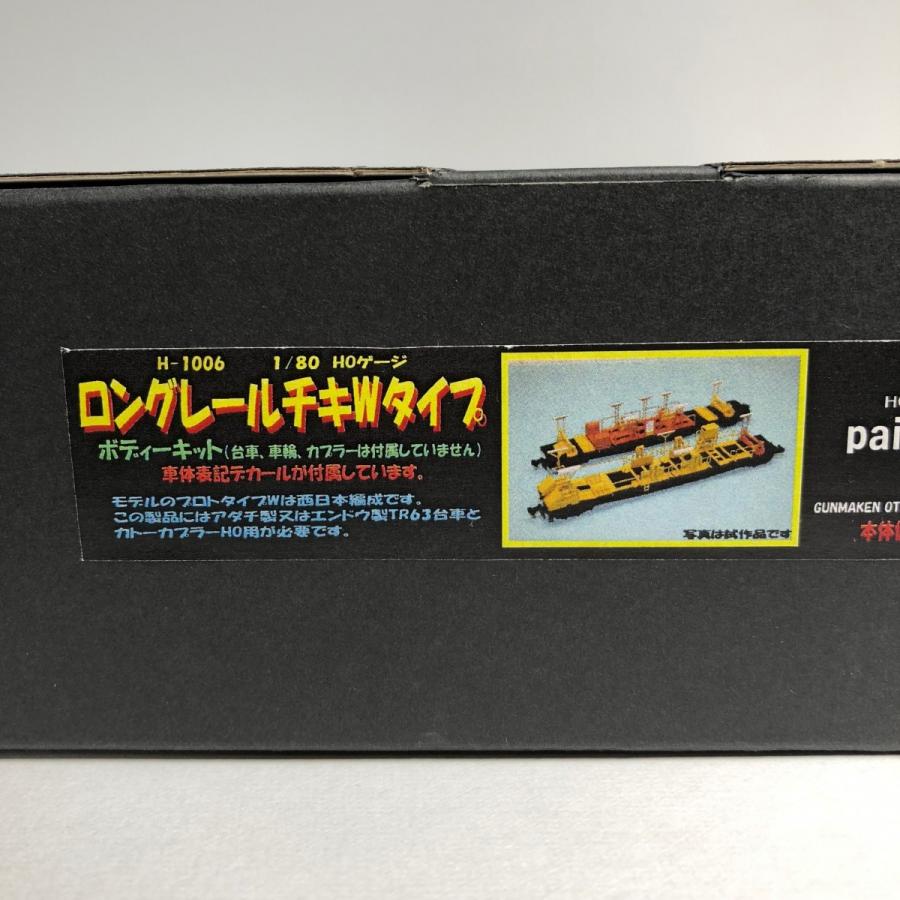 H-1006 1/80 HOゲージ
ロングレールチキWタイプ
ボディーキット(台車、車輪、カプラーは付属していません)
車体表記デカールが付属しています。
モデルのプロトタイプWは西日本編成です。
この製品にはアダチ製又はエンドウ製TR63台車と
カトーカプラーHO用が必要です。
写真は試作品です
HO
pai
GUNMAKEN OT
本体